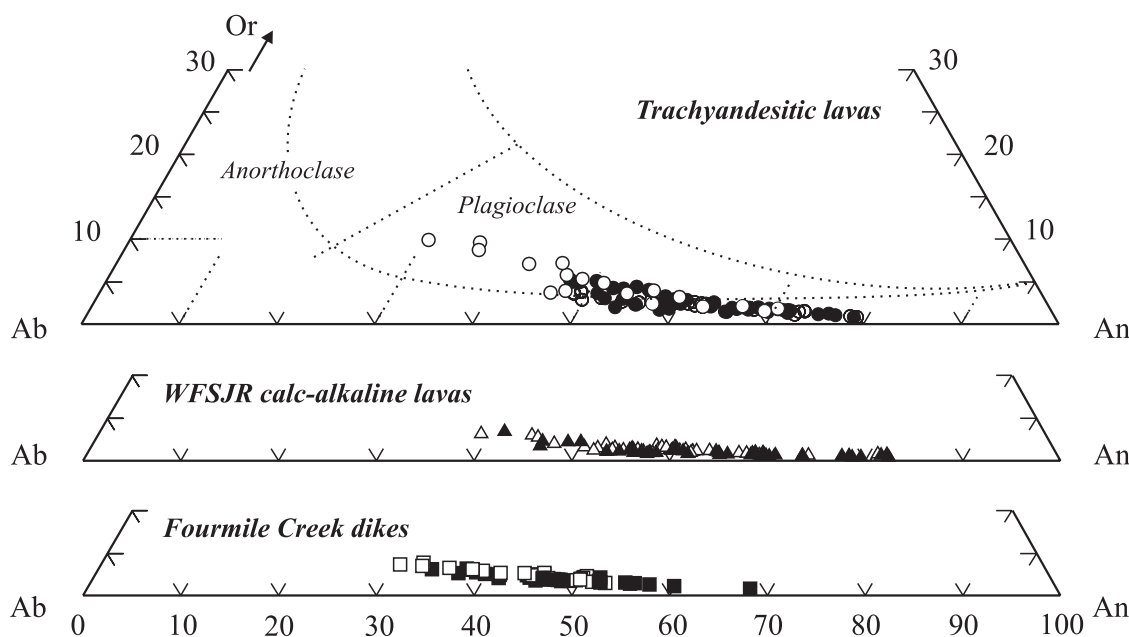 Or
30 30
Trachyandesitic lavas
20 20
Anorthoclase
Plagioclase
10 10
Ab An
WFSJR calc-alkaline lavas
Ab An
Fourmile Creek dikes
Ab An
0 10 20 30 40 50 60 70 80 90 100